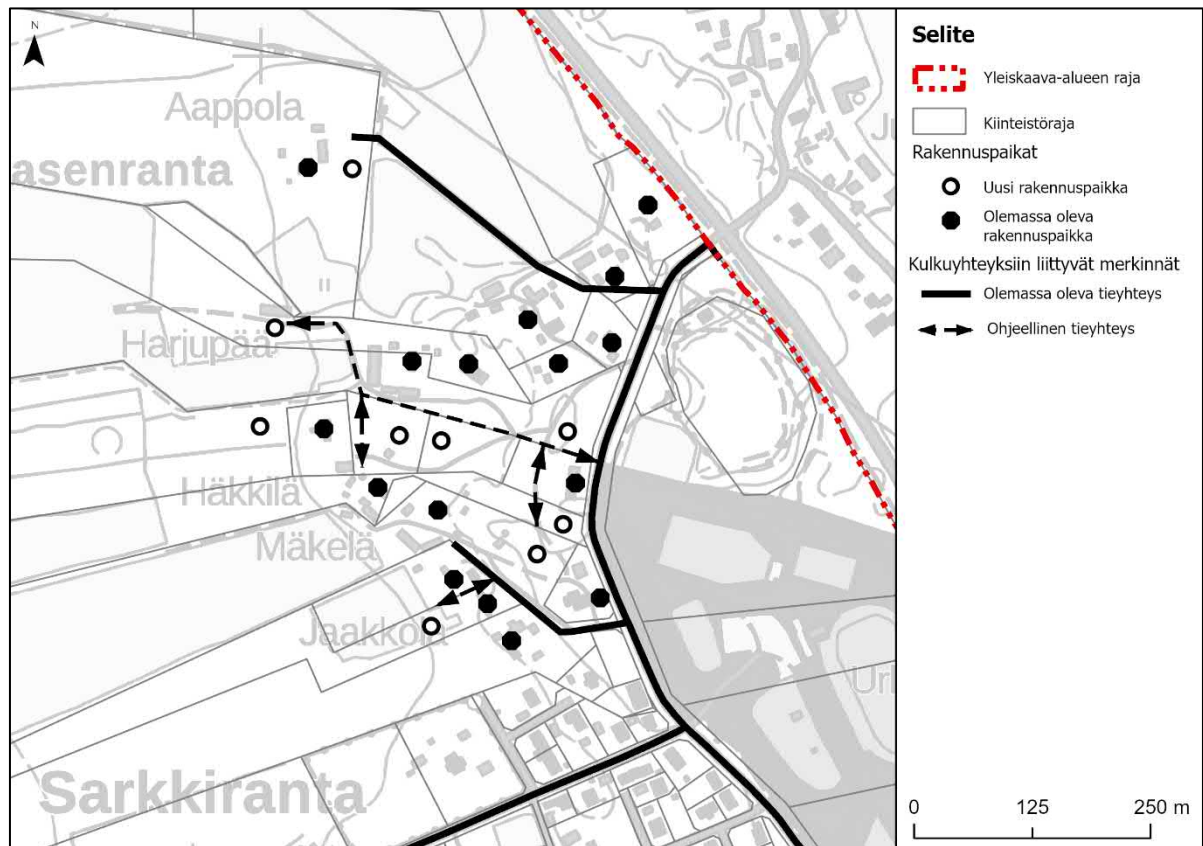 N
Aappola
asenranta
Harjupää
Häkkilä
Mäkelä
Jaakkola
Url
Sarkkiranta
Selite
Yleiskaava-alueen raja
Kiinteistöraja
Rakennuspaikat
Uusi rakennuspaikka
Olemassa oleva
rakennuspaikka
Kulkuyhteyksiin liittyvät merkinnät
Olemassa oleva tieyhteys
Ohjeellinen tieyhteys
0 125 250 m